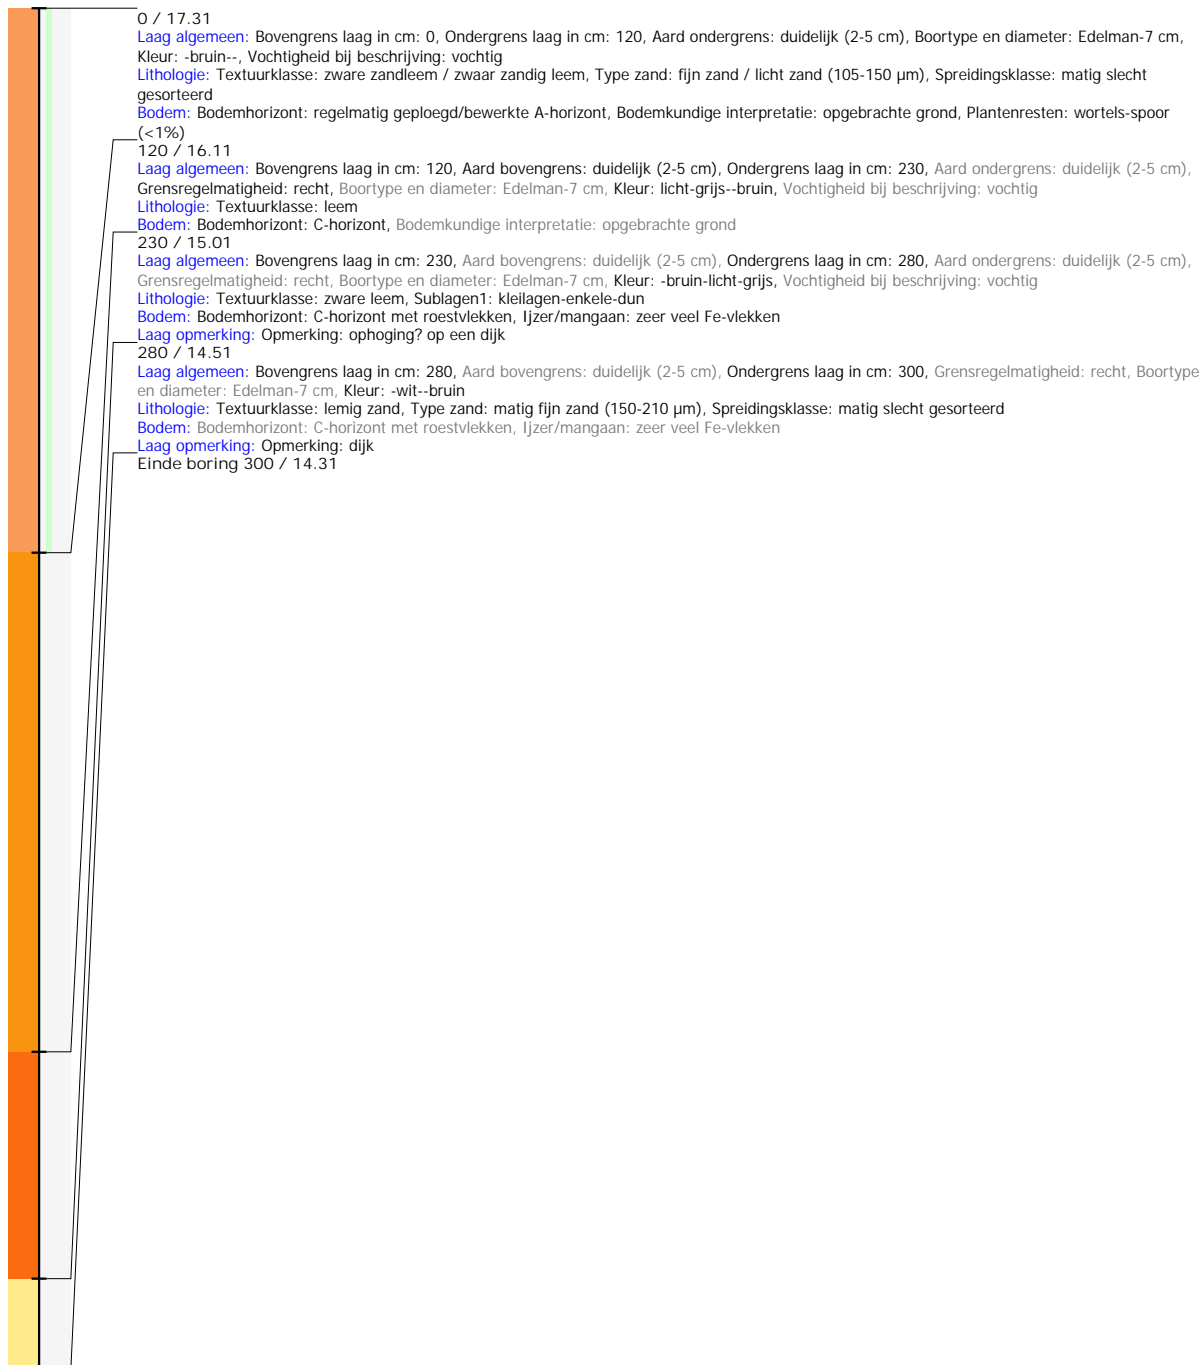 0 / 17.31
Laag algemeen: Bovengrens laag in cm: 0, Ondergrens laag in cm: 120, Aard ondergrens: duidelijk (2-5 cm), Boortype en diameter: Edelman-7 cm,
Kleur: -bruin--, Vochtigheid bij beschrijving: vochtig
Lithologie: Textuurklasse: zware zandleem / zwaar zandig leem, Type zand: fijn zand / licht zand (105-150 µm), Spreidingsklasse: matig slecht
gesorteerd
Bodem: Bodemhorizont: regelmatig geploegd/bewerkte A-horizont, Bodemkundige interpretatie: opgebrachte grond, Plantenresten: wortels-spoor
(<1%)
120 / 16.11
Laag algemeen: Bovengrens laag in cm: 120, Aard bovengrens: duidelijk (2-5 cm), Ondergrens laag in cm: 230, Aard ondergrens: duidelijk (2-5 cm),
Grensregelmatigheid: recht, Boortype en diameter: Edelman-7 cm, Kleur: licht-grijs--bruin, Vochtigheid bij beschrijving: vochtig
Lithologie: Textuurklasse: leem
Bodem: Bodemhorizont: C-horizont, Bodemkundige interpretatie: opgebrachte grond
230 / 15.01
Laag algemeen: Bovengrens laag in cm: 230, Aard bovengrens: duidelijk (2-5 cm), Ondergrens laag in cm: 280, Aard ondergrens: duidelijk (2-5 cm),
Grensregelmatigheid: recht, Boortype en diameter: Edelman-7 cm, Kleur: -bruin-licht-grijs, Vochtigheid bij beschrijving: vochtig
Lithologie: Textuurklasse: zware leem, Sublagen1: kleilagen-enkele-dun
Bodem: Bodemhorizont: C-horizont met roestvlekken, Ijzer/mangaan: zeer veel Fe-vlekken
Laag opmerking: Opmerking: ophoging? op een dijk
280 / 14.51
Laag algemeen: Bovengrens laag in cm: 280, Aard bovengrens: duidelijk (2-5 cm), Ondergrens laag in cm: 300, Grensregelmatigheid: recht, Boortype
en diameter: Edelman-7 cm, Kleur: -wit--bruin
Lithologie: Textuurklasse: lemig zand, Type zand: matig fijn zand (150-210 µm), Spreidingsklasse: matig slecht gesorteerd
Bodem: Bodemhorizont: C-horizont met roestvlekken, Ijzer/mangaan: zeer veel Fe-vlekken
Laag opmerking: Opmerking: dijk
Einde boring 300 / 14.31